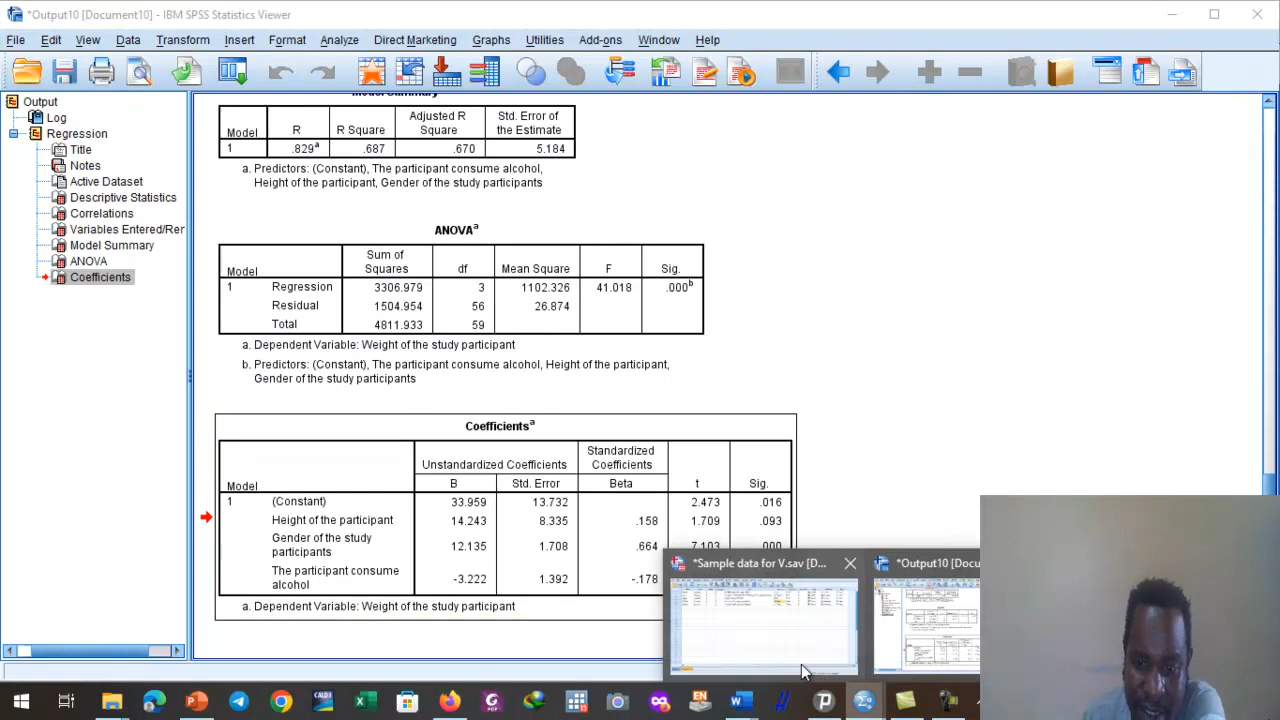 *Output10 [Document10] - IBM SPSS Statistics Viewer
File Edit View Data Transform Insert Format Analyze Direct Marketing Graphs Utilities Add-ons Window Help
Output
Log
Regression
Title
Notes
Active Dataset
Descriptive Statistics
Correlations
Variables Entered/Rer
Model Summary
ANOVA
Coefficients
Model Summary
Model R R Square Adjusted R Square Std. Error of the Estimate
1 .829a .687 .670 5.184
a. Predictors: (Constant), The participant consume alcohol,
Height of the participant, Gender of the study participants
ANOVAa
Model Sum of Squares df Mean Square F Sig.
1 Regression 3306.979 3 1102.326 41.018 .000b
Residual 1504.954 56 26.874
Total 4811.933 59
a. Dependent Variable: Weight of the study participant
b. Predictors: (Constant), The participant consume alcohol, Height of the participant,
Gender of the study participants
Coefficientsa
Unstandardized Coefficients Standardized Coefficients
Model B Std. Error Beta t Sig.
1 (Constant) 33.959 13.732 2.473 .016
Height of the participant 14.243 8.335 .158 1.709 .093
Gender of the study participants 12.135 1.708 .664 7.103 .000
The participant consume alcohol -3.222 1.392 -.178
a. Dependent Variable: Weight of the study participant
*Sample data for V.sav [D...
*Output10 [Docu